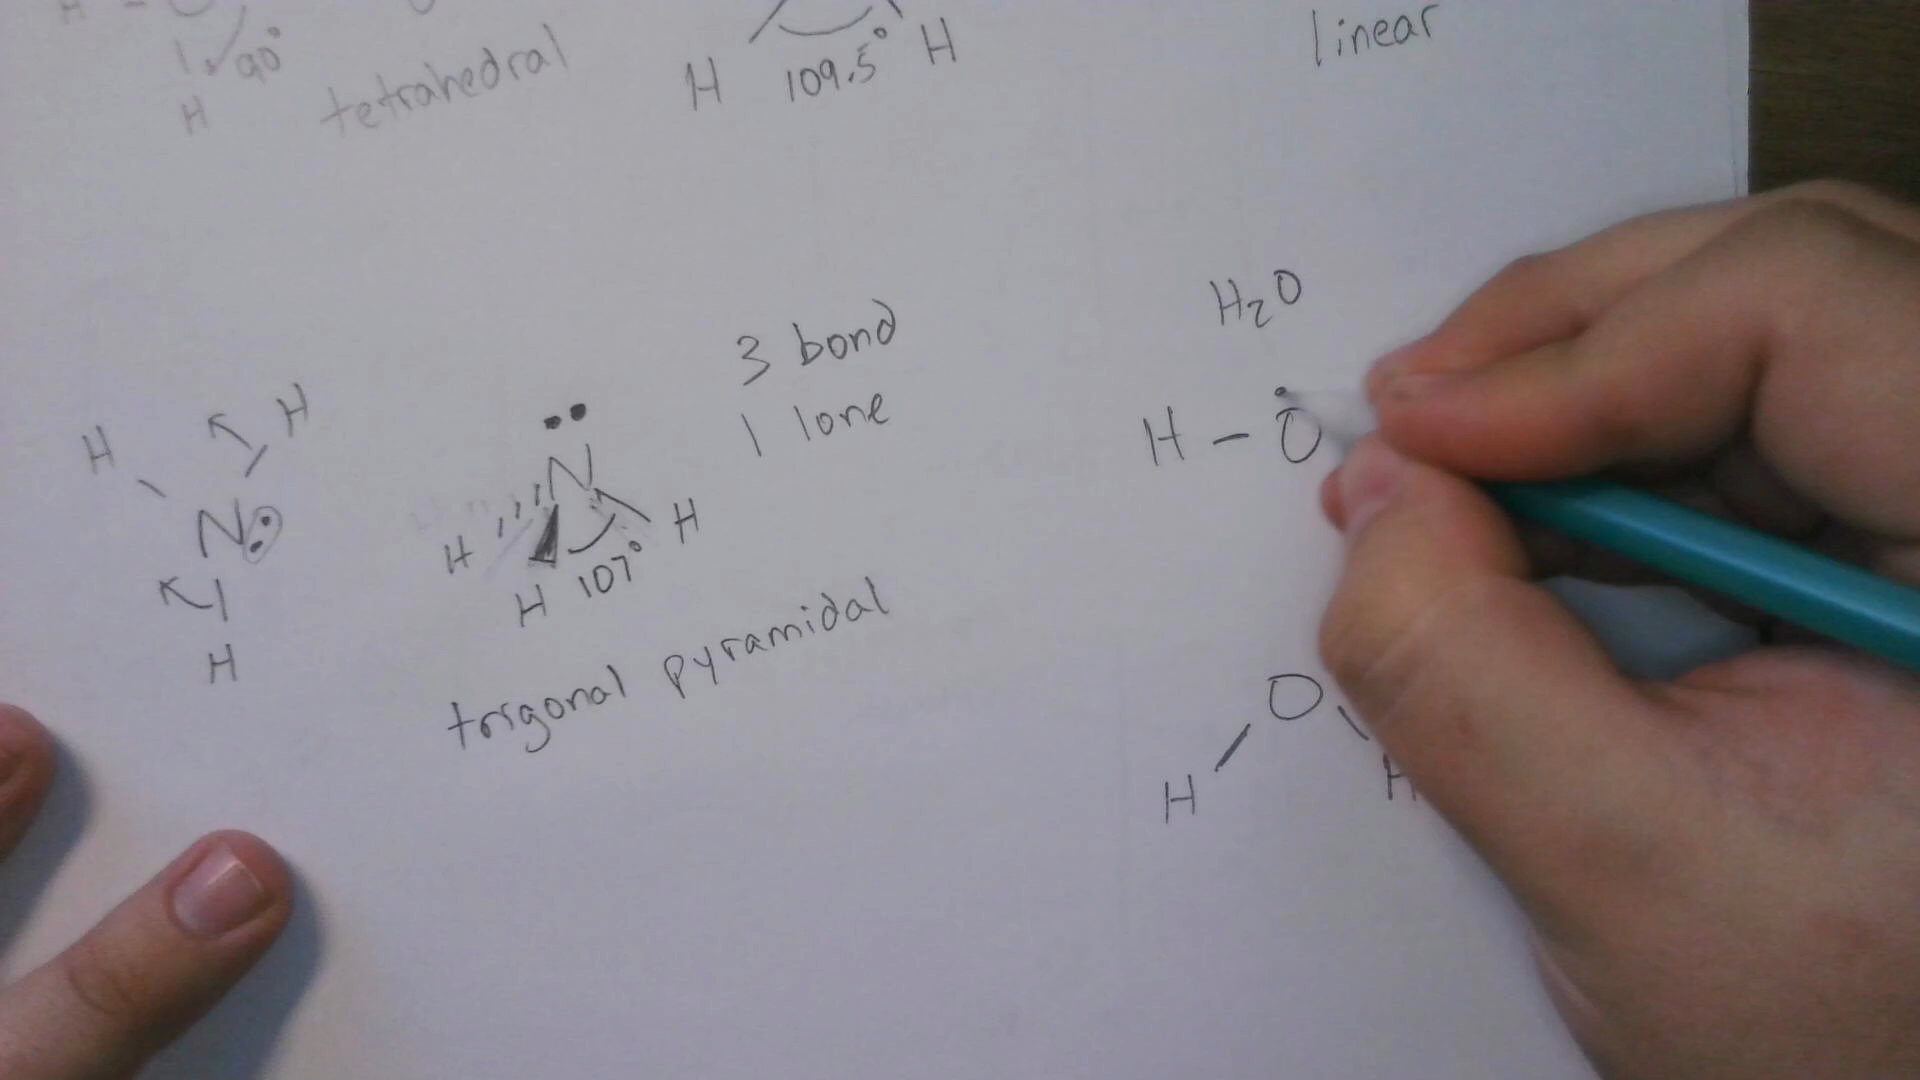 H
90°
H
tetrahedral
H 109.5° H
linear
H H
N
H
3 bond
1 lone
N
H H
H 107°
trigonal pyramidal
H₂O
H - O
O
H H